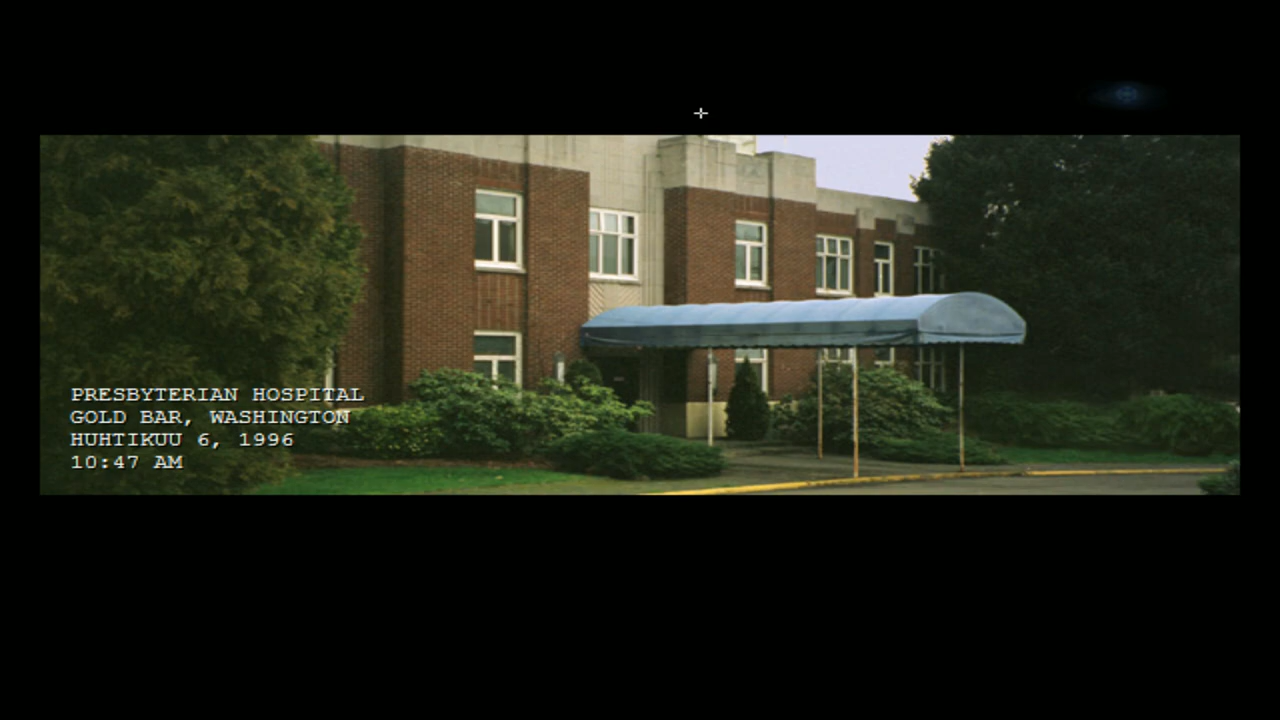 PRESBYTERIAN HOSPITAL
GOLD BAR, WASHINGTON
HUHTIKUU 6, 1996
10:47 AM